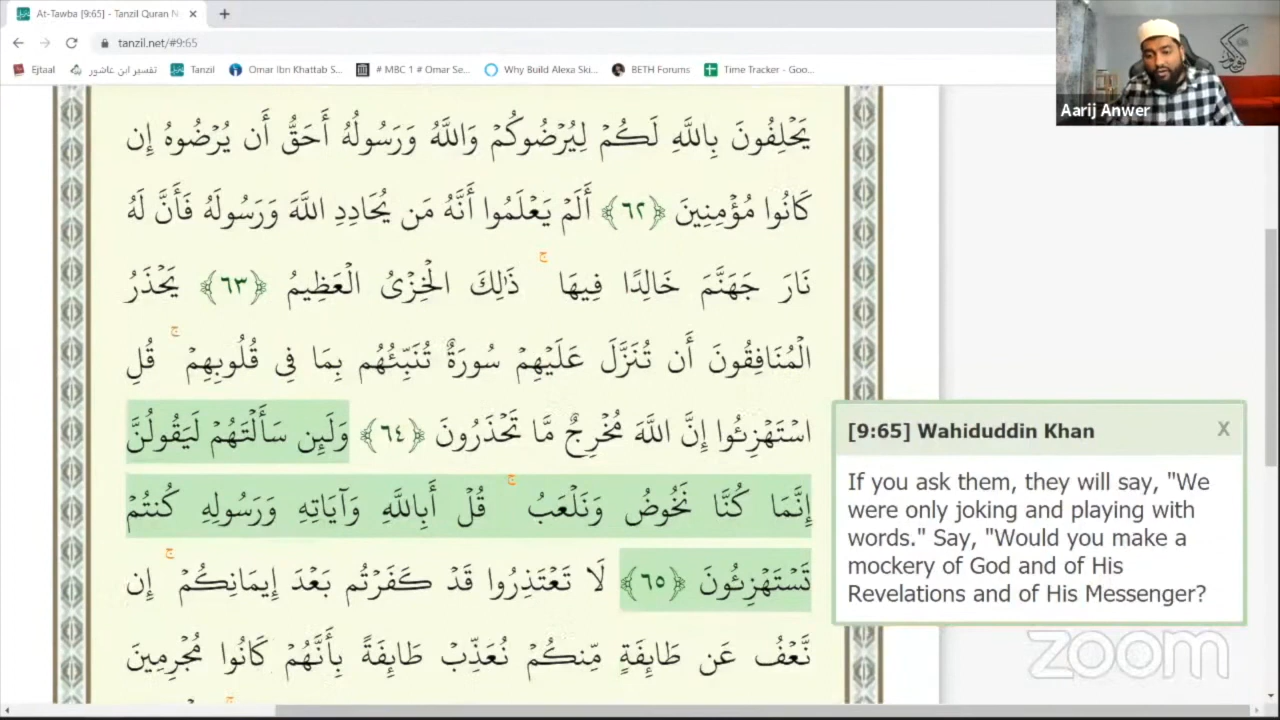 At-Tawba [9:65] - Tanzil Quran N
tanzil.net/#9:65
Ejtaal
تفسير ابن عاشور
Tanzil
Omar Ibn Khattab S...
# MBC 1 # Omar Se...
Why Build Alexa Ski...
BETH Forums
Time Tracker - Goo...
Aarij Anwer
يَحْلِفُونَ بِاللَّهِ لَكُمْ لِيُرْضُوكُمْ وَاللَّهُ وَرَسُولُهُ أَحَقُّ أَن يُرْضُوهُ إِن
كَانُوا مُؤْمِنِينَ ﴿٦٢﴾ أَلَمْ يَعْلَمُوا أَنَّهُ مَن يُحَادِدِ اللَّهَ وَرَسُولَهُ فَأَنَّ لَهُ
نَارَ جَهَنَّمَ خَالِدًا فِيهَا ۚ ذَٰلِكَ الْخِزْيُ الْعَظِيمُ ﴿٦٣﴾ يَحْذَرُ
الْمُنَافِقُونَ أَن تُنَزَّلَ عَلَيْهِمْ سُورَةٌ تُنَبِّئُهُم بِمَا فِي قُلُوبِهِمْ ۚ قُلِ
اسْتَهْزِئُوا إِنَّ اللَّهَ مُخْرِجٌ مَّا تَحْذَرُونَ ﴿٦٤﴾ وَلَئِن سَأَلْتَهُمْ لَيَقُولُنَّ
إِنَّمَا كُنَّا نَخُوضُ وَنَلْعَبُ ۚ قُلْ أَبِاللَّهِ وَآيَاتِهِ وَرَسُولِهِ كُنتُمْ
تَسْتَهْزِئُونَ ﴿٦٥﴾ لَا تَعْتَذِرُوا قَدْ كَفَرْتُم بَعْدَ إِيمَانِكُمْ ۚ إِن
نَّعْفُ عَن طَائِفَةٍ مِّنكُمْ نُعَذِّبْ طَائِفَةً بِأَنَّهُمْ كَانُوا مُجْرِمِينَ
[9:65] Wahiduddin Khan
X
If you ask them, they will say, "We
were only joking and playing with
words." Say, "Would you make a
mockery of God and of His
Revelations and of His Messenger?
zoom